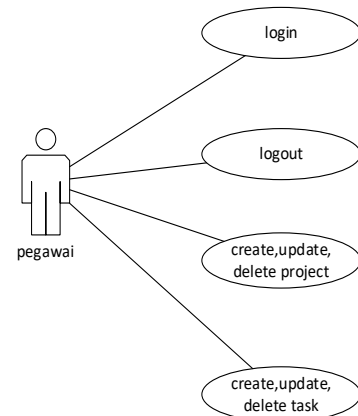 login
logout
pegawai
create,update,
delete project
create,update,
delete task